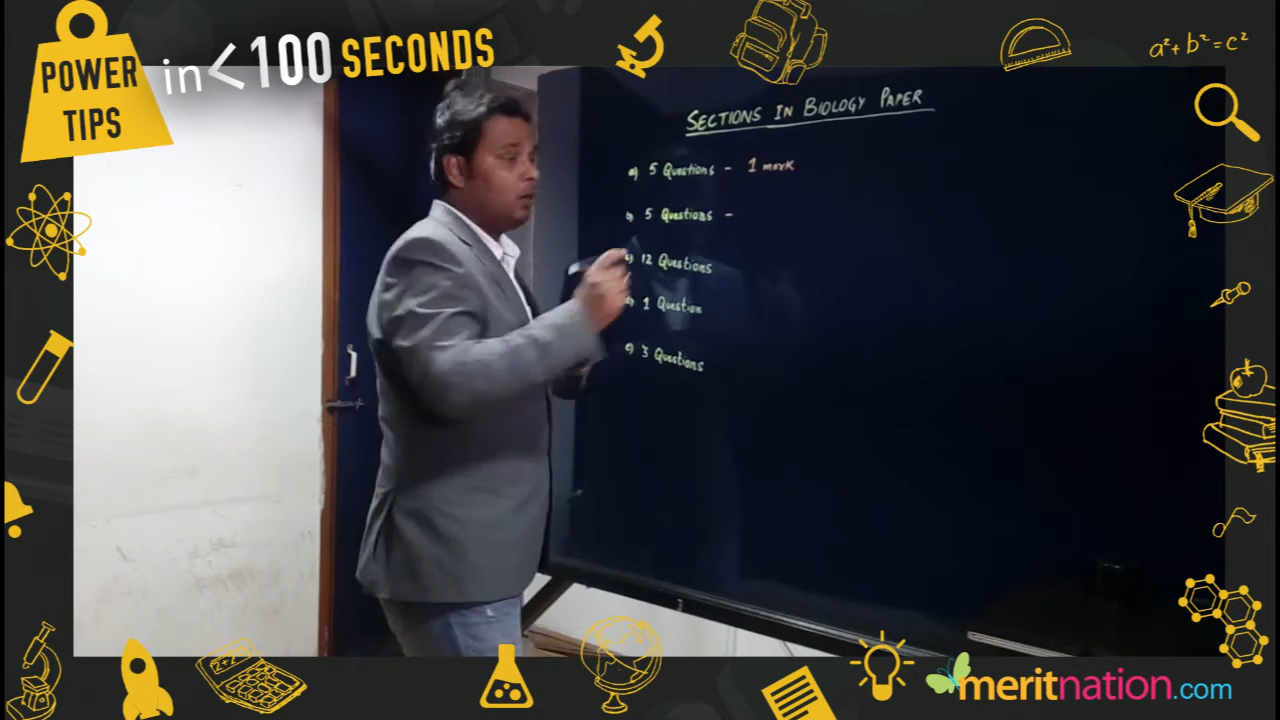 POWER
TIPS
in <100 SECONDS
a²+b²=c²
SECTIONS IN BIOLOGY PAPER
a) 5 Questions - 1 mark
b) 5 Questions -
c) 12 Questions
d) 1 Question
e) 3 Questions
meritnation.com